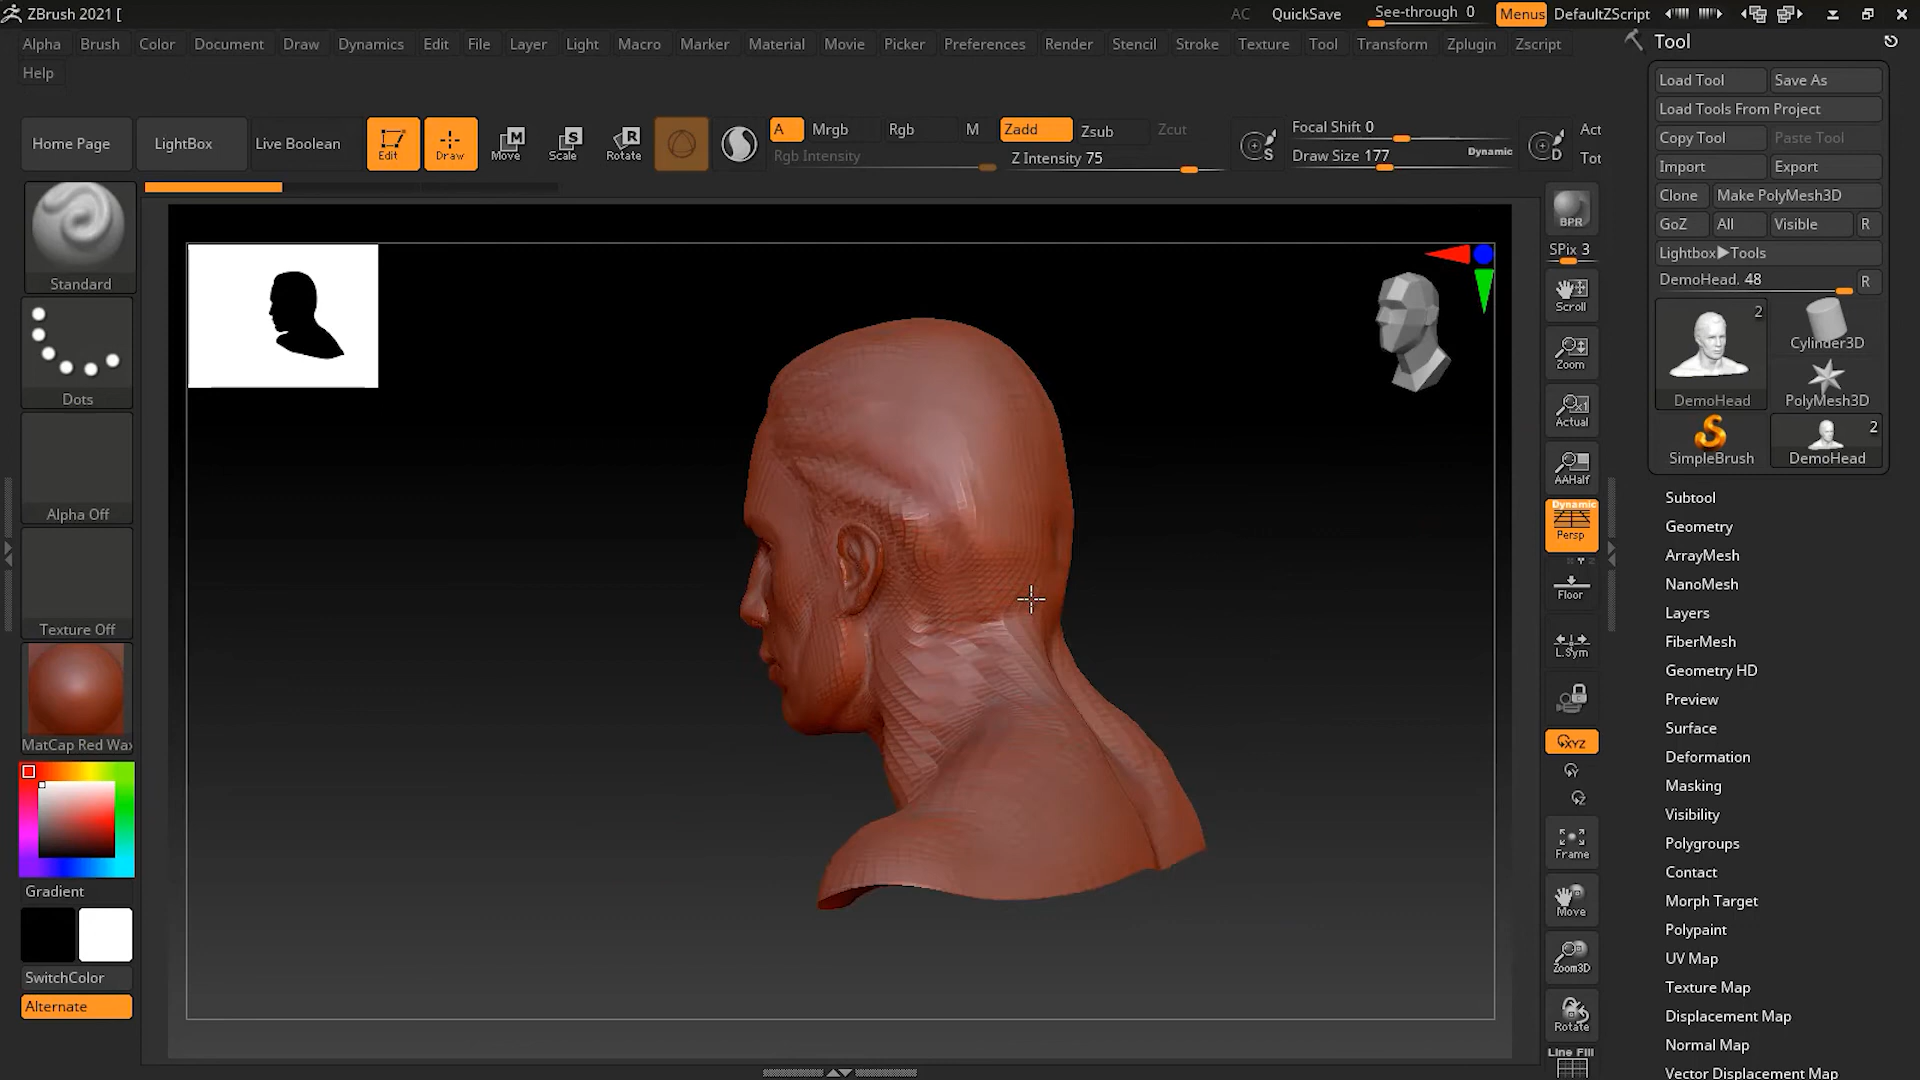 ZBrush 2021 [
AC QuickSave See-through 0 Menus DefaultZScript
Alpha Brush Color Document Draw Dynamics Edit File Layer Light Macro Marker Material Movie Picker Preferences Render Stencil Stroke Texture Tool Transform Zplugin Zscript
Help
Home Page LightBox Live Boolean Edit Draw Move Scale Rotate
M S R
A Mrgb Rgb M Zadd Zsub Zcut
Rgb Intensity Z Intensity 75
S Focal Shift 0
Draw Size 177 Dynamic
D Act
Tot
Standard
Dots
Alpha Off
Texture Off
MatCap Red Wax
Gradient
SwitchColor
Alternate
BPR
SPix 3
Scroll
Zoom
Actual
AAHalf
Dynamic
Persp
Floor
L.Sym
XYZ
Y
Z
Frame
Move
Zoom3D
Rotate
Line Fill
Tool
Load Tool Save As
Load Tools From Project
Copy Tool Paste Tool
Import Export
Clone Make PolyMesh3D
GoZ All Visible R
Lightbox▶Tools
DemoHead. 48 R
2
DemoHead Cylinder3D
PolyMesh3D
SimpleBrush
2
DemoHead
Subtool
Geometry
ArrayMesh
NanoMesh
Layers
FiberMesh
Geometry HD
Preview
Surface
Deformation
Masking
Visibility
Polygroups
Contact
Morph Target
Polypaint
UV Map
Texture Map
Displacement Map
Normal Map
Vector Displacement Map